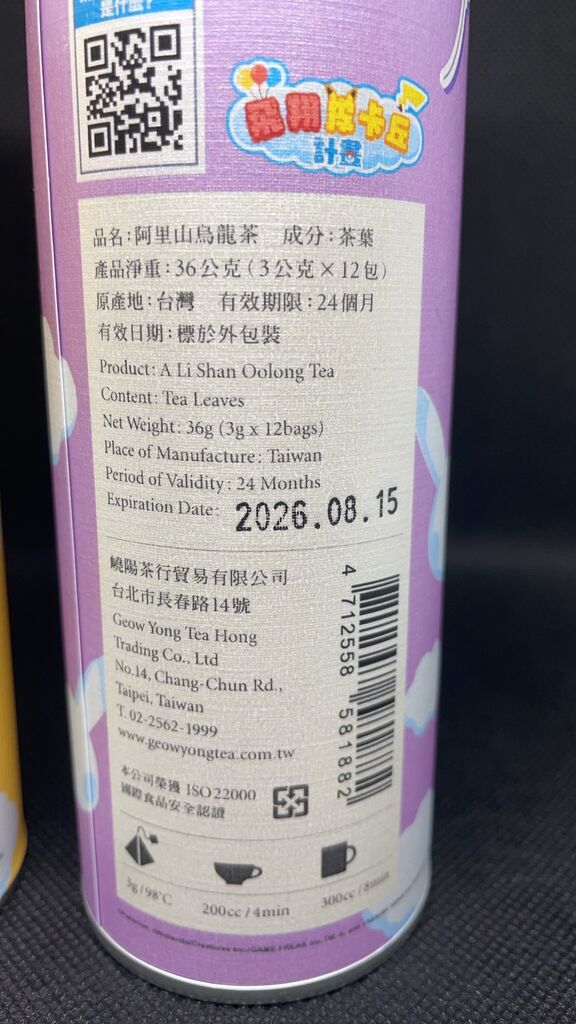 是什麼?
飛翔皮卡丘
計畫
品名:阿里山烏龍茶 成分:茶葉
產品淨重:36公克(3公克×12包)
原產地:台灣 有效期限:24個月
有效日期:標於外包裝
Product: A Li Shan Oolong Tea
Content: Tea Leaves
Net Weight: 36g (3g x 12bags)
Place of Manufacture: Taiwan
Period of Validity: 24 Months
Expiration Date: 2026.08.15
嶢陽茶行貿易有限公司
台北市長春路14號
Geow Yong Tea Hong
Trading Co., Ltd
No.14, Chang-Chun Rd.,
Taipei, Taiwan
T. 02-2562-1999
www.geowyongtea.com.tw
本公司榮獲 ISO22000
國際食品安全認證
4 712558 581882
3g/98°C
200cc/4min
300cc/8min